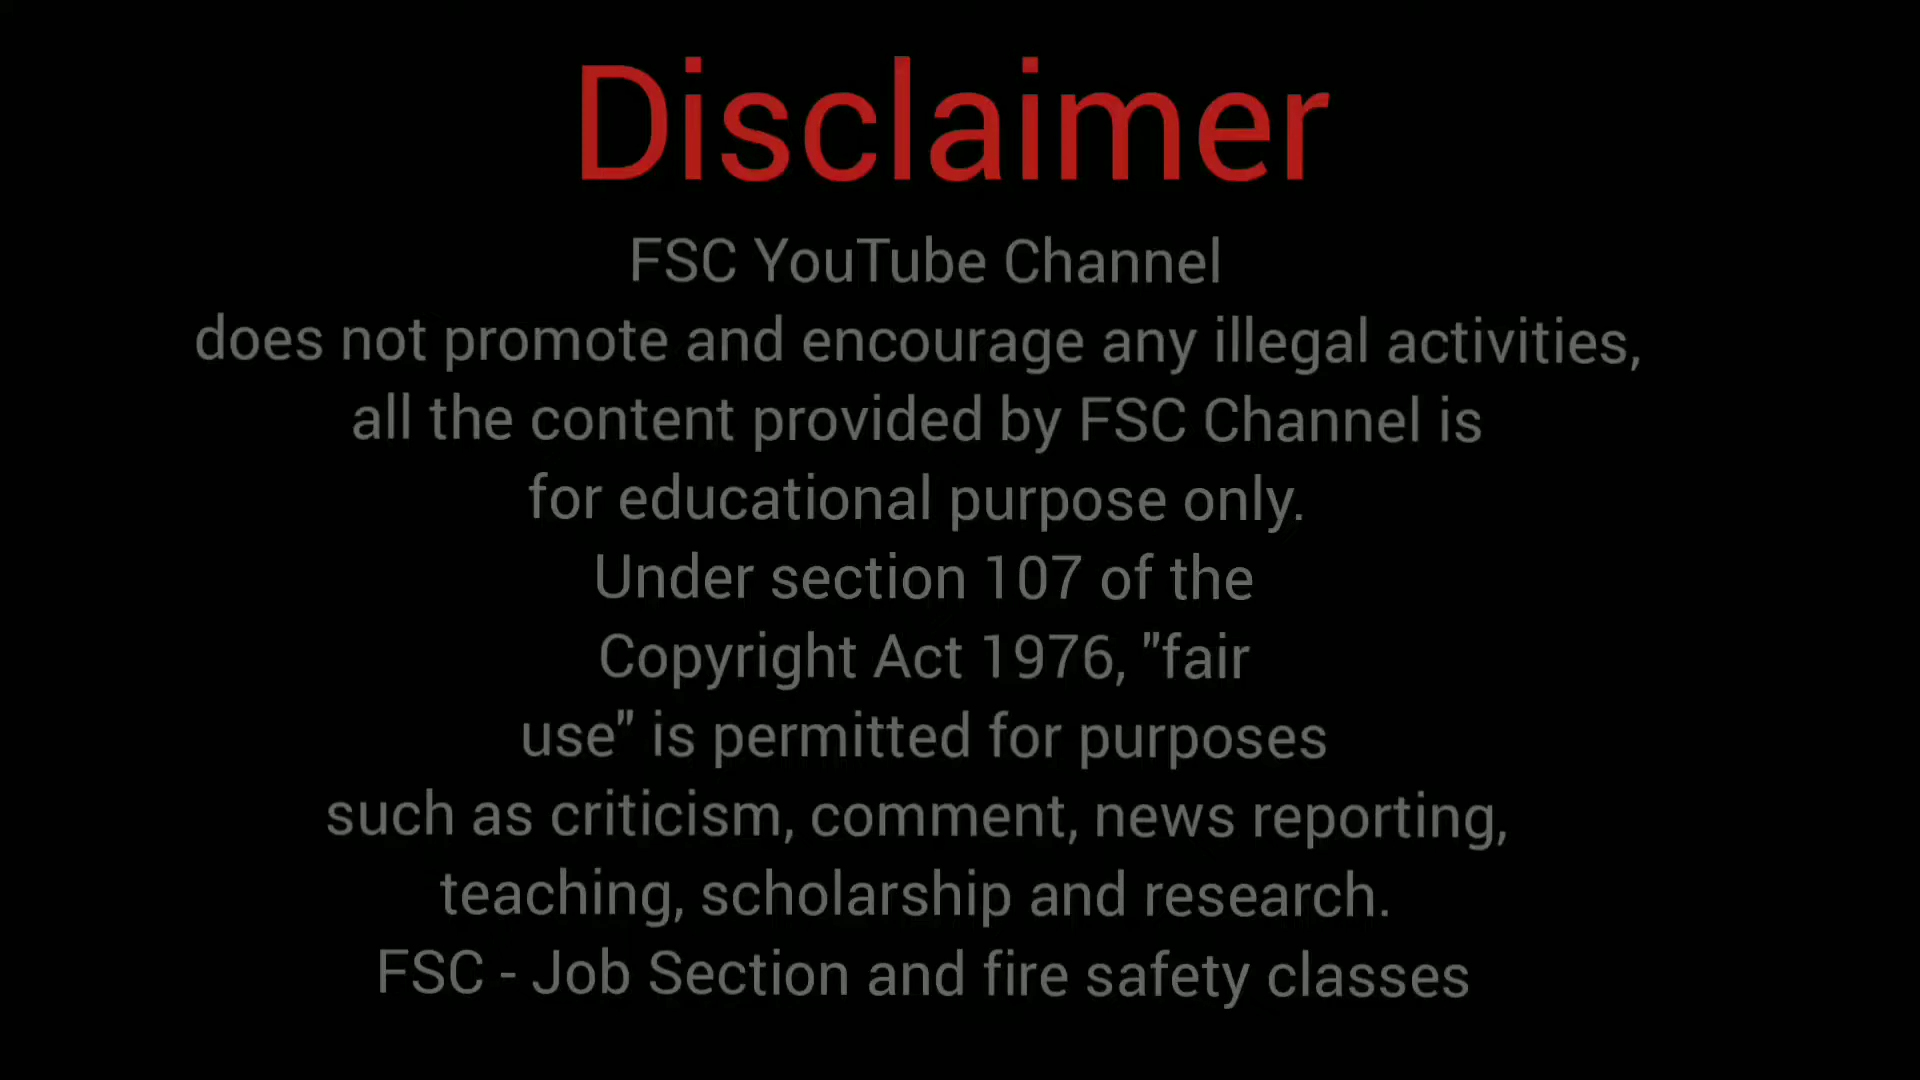 Disclaimer
FSC YouTube Channel
does not promote and encourage any illegal activities,
all the content provided by FSC Channel is
for educational purpose only.
Under section 107 of the
Copyright Act 1976, "fair
use" is permitted for purposes
such as criticism, comment, news reporting,
teaching, scholarship and research.
FSC - Job Section and fire safety classes